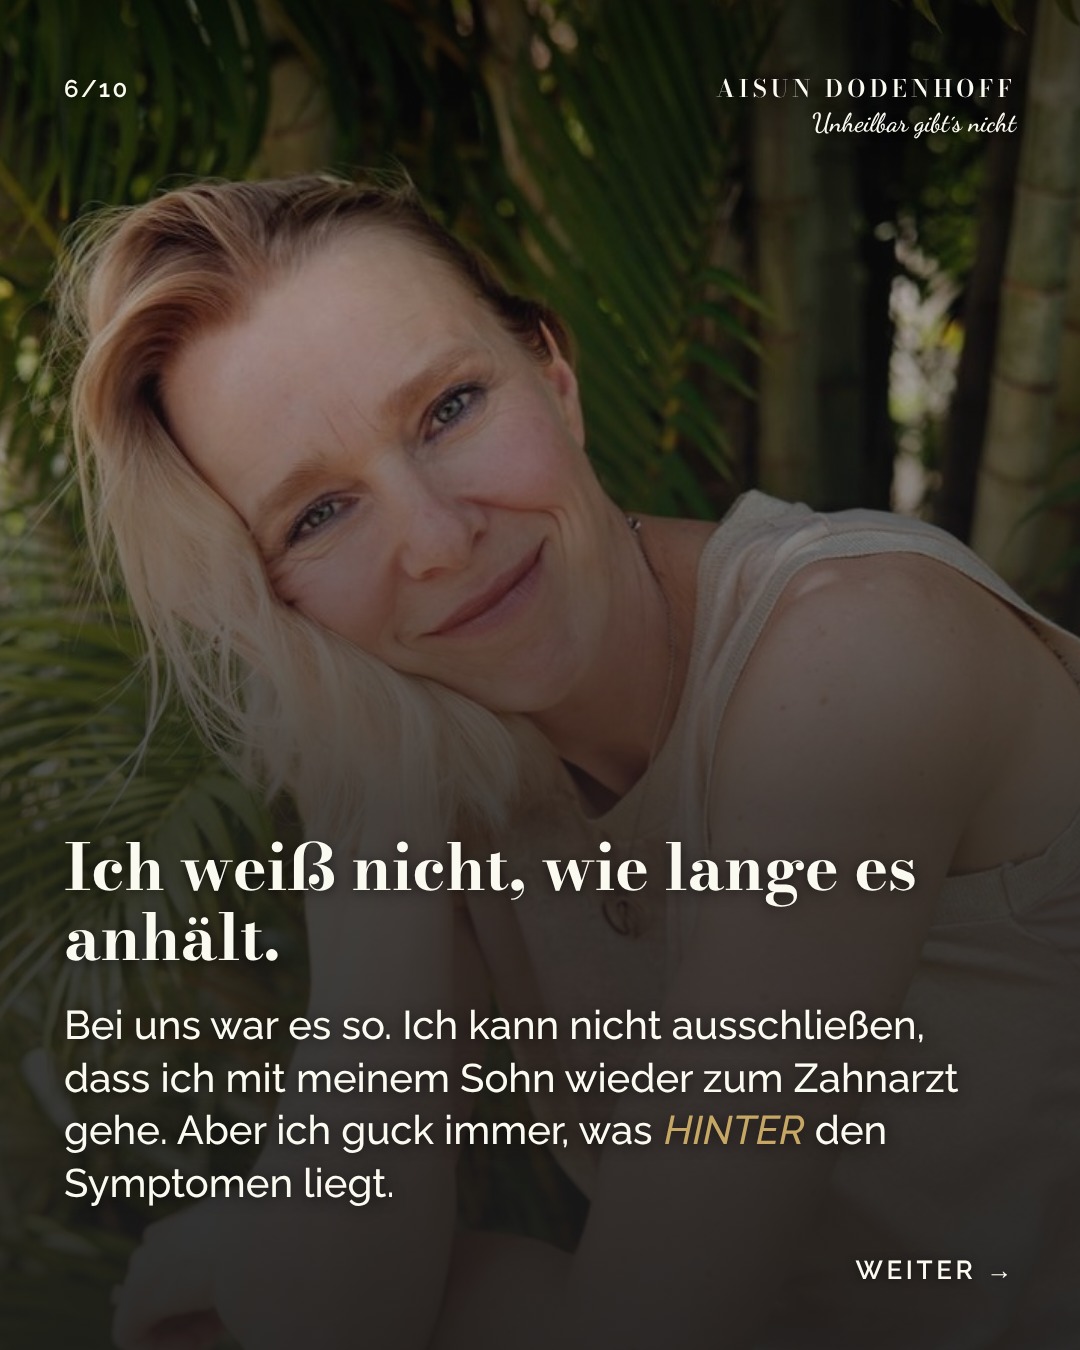 6/10
AISUN DODENHOFF
Unheilbar gibt's nicht
Ich weiß nicht, wie lange es
anhält.
Bei uns war es so. Ich kann nicht ausschließen,
dass ich mit meinem Sohn wieder zum Zahnarzt
gehe. Aber ich guck immer, was HINTER den
Symptomen liegt.
WEITER →